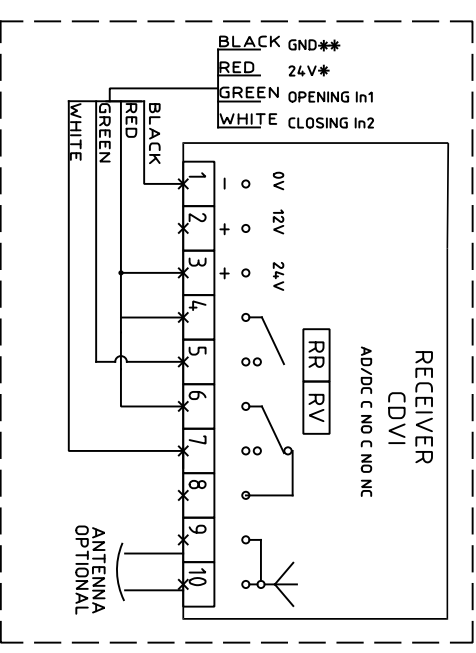 BLACK GND**
RED 24V*
GREEN OPENING In1
WHITE CLOSING In2
WHITE
GREEN
RED
BLACK
1 - 0V
2 + 12V
3 + 24V
4
5
6
7
8
9
10
RR RV
AD/DC C NO C NO NC
RECEIVER
CDVI
ANTENNA
OPTIONAL